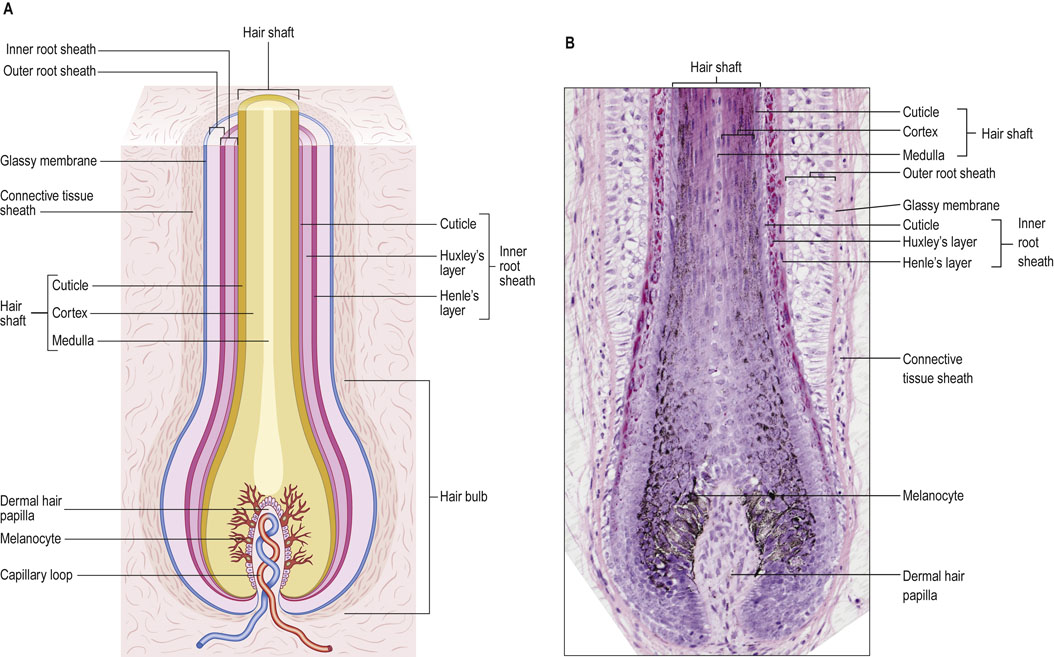 A
Hair shaft
Inner root sheath
Outer root sheath
Glassy membrane
Connective tissue
sheath
Cuticle
Huxley's
layer
Henle's
layer
Inner
root
sheath
Hair
shaft
Cuticle
Cortex
Medulla
Hair bulb
Dermal hair
papilla
Melanocyte
Capillary loop
B
Hair shaft
Cuticle
Cortex
Medulla
Hair shaft
Outer root sheath
Glassy membrane
Cuticle
Huxley's layer
Henle's layer
Inner
root
sheath
Connective
tissue sheath
Melanocyte
Dermal hair
papilla